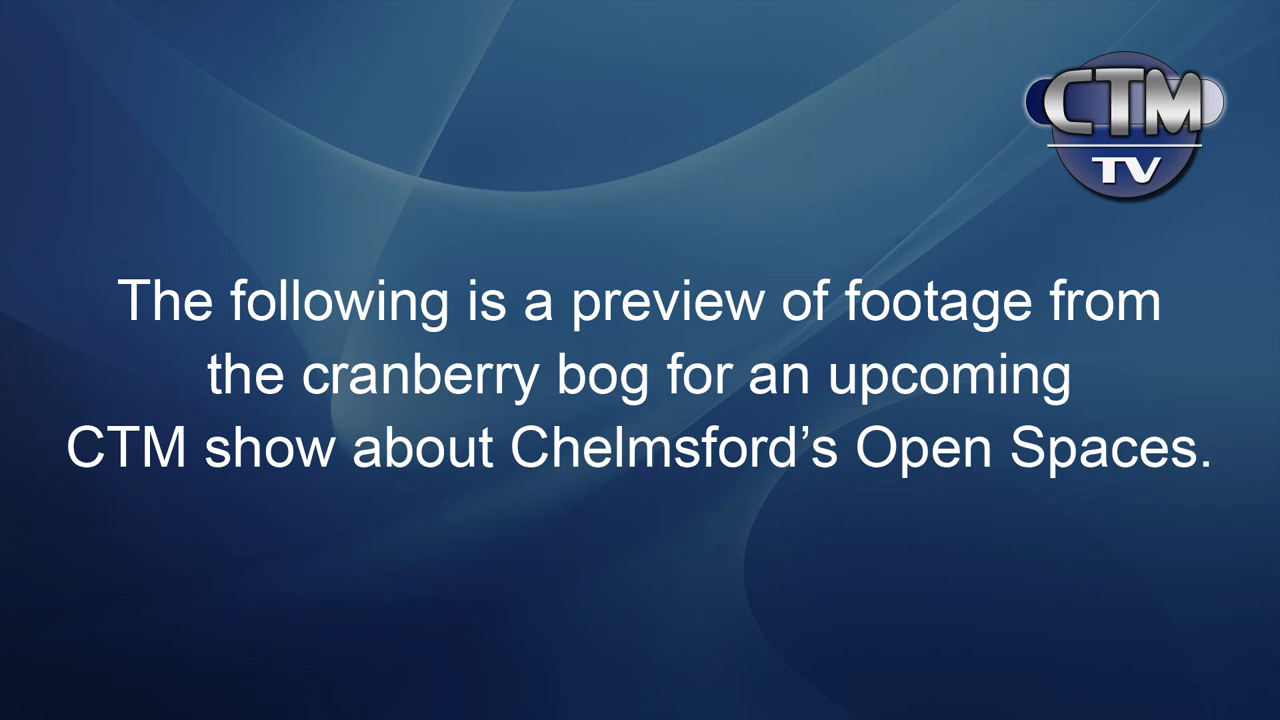 CTM
TV
The following is a preview of footage from
the cranberry bog for an upcoming
CTM show about Chelmsford’s Open Spaces.